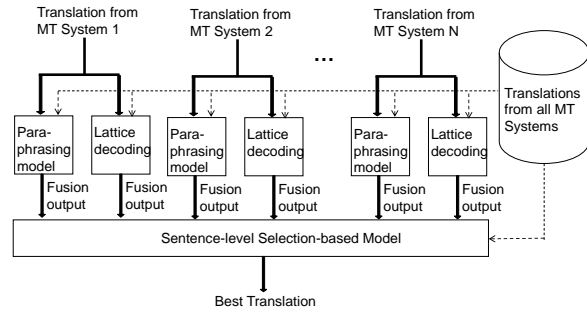 Translation from
MT System 1
Translation from
MT System 2
...
Translation from
MT System N
Translations
from all MT
Systems
Para-
phrasing
model
Lattice
decoding
Para-
phrasing
model
Lattice
decoding
Para-
phrasing
model
Lattice
decoding
Fusion
output
Fusion
output
Fusion
output
Fusion
output
Fusion
output
Fusion
output
Sentence-level Selection-based Model
Best Translation